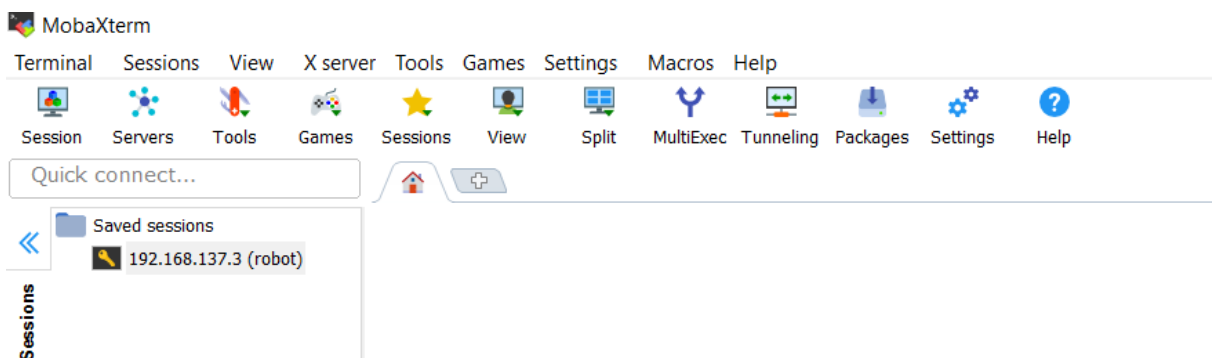 MobaXterm
Terminal Sessions View X server Tools Games Settings Macros Help
Session Servers Tools Games Sessions View Split MultiExec Tunneling Packages Settings Help
Quick connect...
Saved sessions
192.168.137.3 (robot)
Sessions